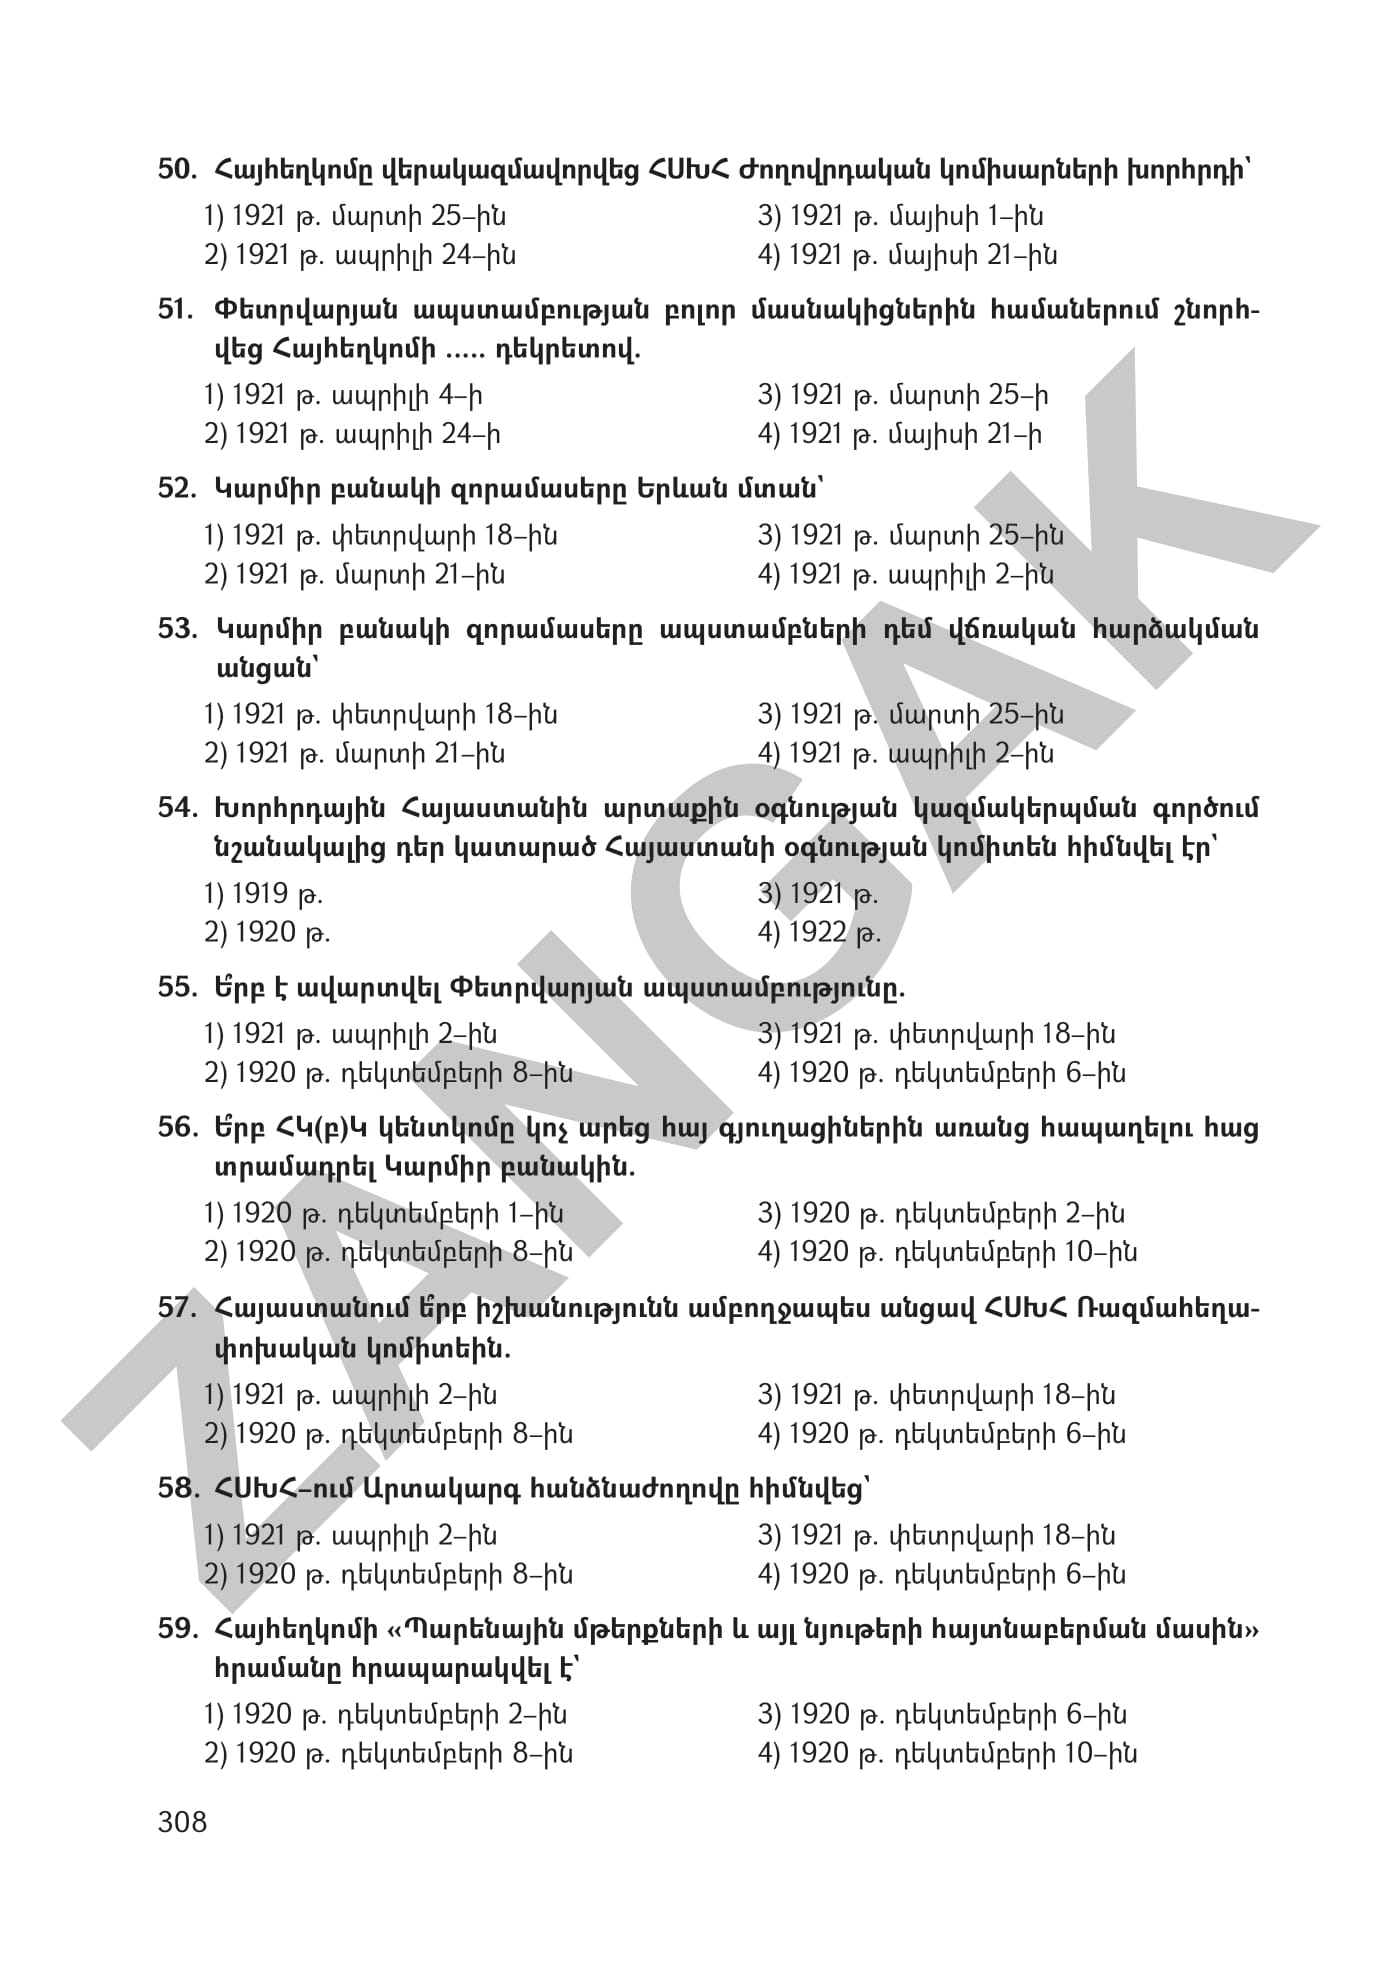 50. Հայհեղկոմը վերակազմավորվեց ՀՍԽՀ Ժողովրդական կոմիսարների խորհրդի՝
1) 1921 թ. մարտի 25–ին 3) 1921 թ. մայիսի 1–ին
2) 1921 թ. ապրիլի 24–ին 4) 1921 թ. մայիսի 21–ին
51. Փետրվարյան ապստամբության բոլոր մասնակիցներին համաներում շնորհ-
վեց Հայհեղկոմի ..... դեկրետով.
1) 1921 թ. ապրիլի 4–ի 3) 1921 թ. մարտի 25–ի
2) 1921 թ. ապրիլի 24–ի 4) 1921 թ. մայիսի 21–ի
52. Կարմիր բանակի զորամասերը Երևան մտան՝
1) 1921 թ. փետրվարի 18–ին 3) 1921 թ. մարտի 25–ին
2) 1921 թ. մարտի 21–ին 4) 1921 թ. ապրիլի 2–ին
53. Կարմիր բանակի զորամասերը ապստամբների դեմ վճռական հարձակման
անցան՝
1) 1921 թ. փետրվարի 18–ին 3) 1921 թ. մարտի 25–ին
2) 1921 թ. մարտի 21–ին 4) 1921 թ. ապրիլի 2–ին
54. Խորհրդային Հայաստանին արտաքին օգնության կազմակերպման գործում
նշանակալից դեր կատարած Հայաստանի օգնության կոմիտեն հիմնվել էր՝
1) 1919 թ. 3) 1921 թ.
2) 1920 թ. 4) 1922 թ.
55. Ե՞րբ է ավարտվել Փետրվարյան ապստամբությունը.
1) 1921 թ. ապրիլի 2–ին 3) 1921 թ. փետրվարի 18–ին
2) 1920 թ. դեկտեմբերի 8–ին 4) 1920 թ. դեկտեմբերի 6–ին
56. Ե՞րբ ՀԿ(բ)Կ կենտկոմը կոչ արեց հայ գյուղացիներին առանց հապաղելու հաց
տրամադրել Կարմիր բանակին.
1) 1920 թ. դեկտեմբերի 1–ին 3) 1920 թ. դեկտեմբերի 2–ին
2) 1920 թ. դեկտեմբերի 8–ին 4) 1920 թ. դեկտեմբերի 10–ին
57. Հայաստանում ե՞րբ իշխանությունն ամբողջապես անցավ ՀՍԽՀ Ռազմահեղա-
փոխական կոմիտեին.
1) 1921 թ. ապրիլի 2–ին 3) 1921 թ. փետրվարի 18–ին
2) 1920 թ. դեկտեմբերի 8–ին 4) 1920 թ. դեկտեմբերի 6–ին
58. ՀՍԽՀ–ում Արտակարգ հանձնաժողովը հիմնվեց՝
1) 1921 թ. ապրիլի 2–ին 3) 1921 թ. փետրվարի 18–ին
2) 1920 թ. դեկտեմբերի 8–ին 4) 1920 թ. դեկտեմբերի 6–ին
59. Հայհեղկոմի «Պարենային մթերքների և այլ նյութերի հայտնաբերման մասին»
հրամանը հրապարակվել է՝
1) 1920 թ. դեկտեմբերի 2–ին 3) 1920 թ. դեկտեմբերի 6–ին
2) 1920 թ. դեկտեմբերի 8–ին 4) 1920 թ. դեկտեմբերի 10–ին
308
ZANGAK